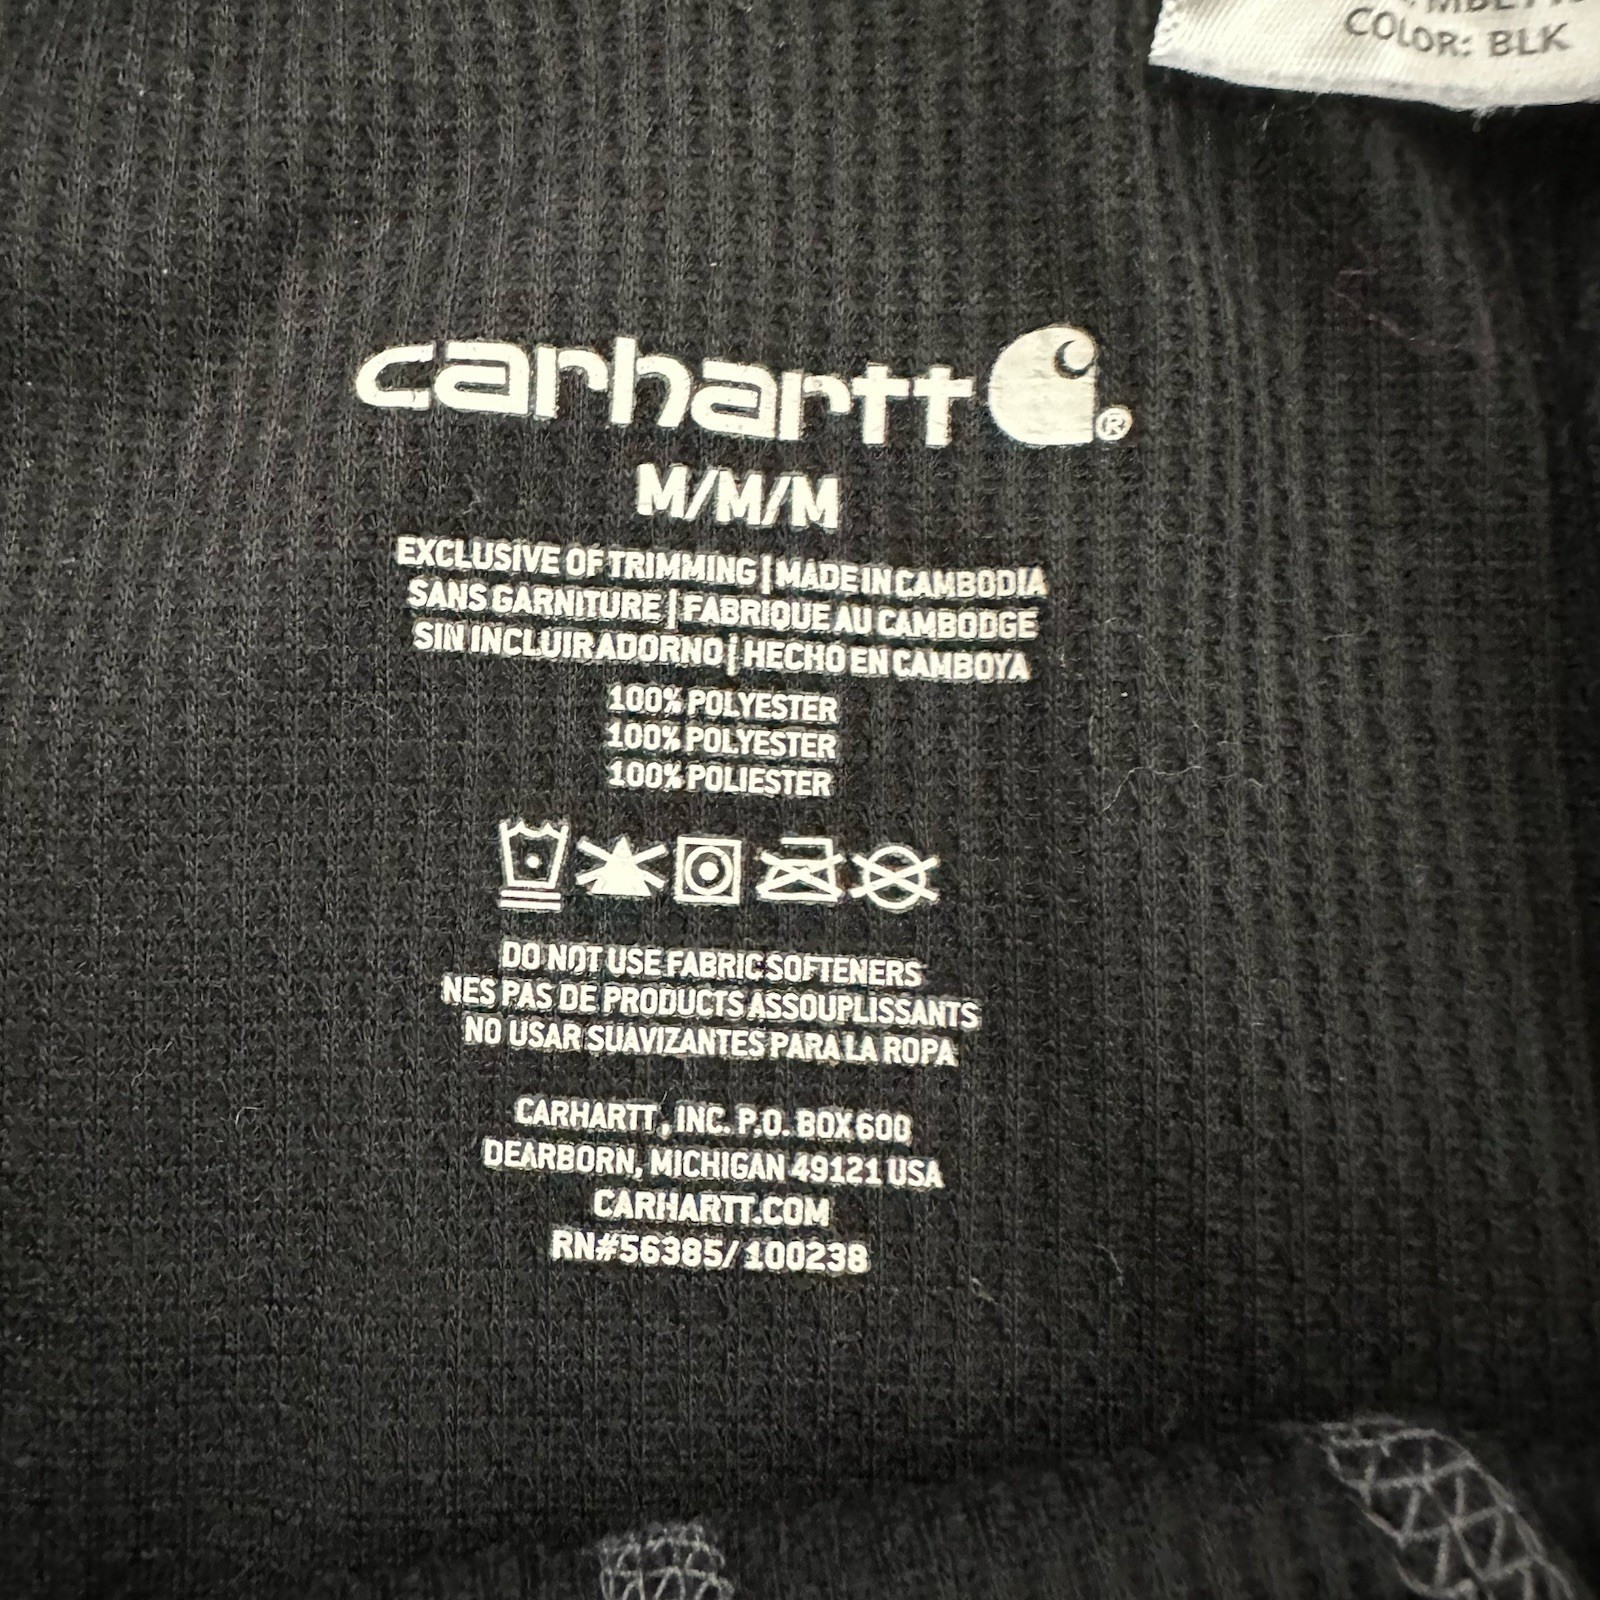 COLOR: BLK
carhartt ®
M/M/M
EXCLUSIVE OF TRIMMING | MADE IN CAMBODIA
SANS GARNITURE | FABRIQUE AU CAMBODGE
SIN INCLUIR ADORNO | HECHO EN CAMBOYA
100% POLYESTER
100% POLYESTER
100% POLIESTER
DO NOT USE FABRIC SOFTENERS
NES PAS DE PRODUCTS ASSOUPLISSANTS
NO USAR SUAVIZANTES PARA LA ROPA
CARHARTT, INC. P.O. BOX 600
DEARBORN, MICHIGAN 49121 USA
CARHARTT.COM
RN#56385/100238